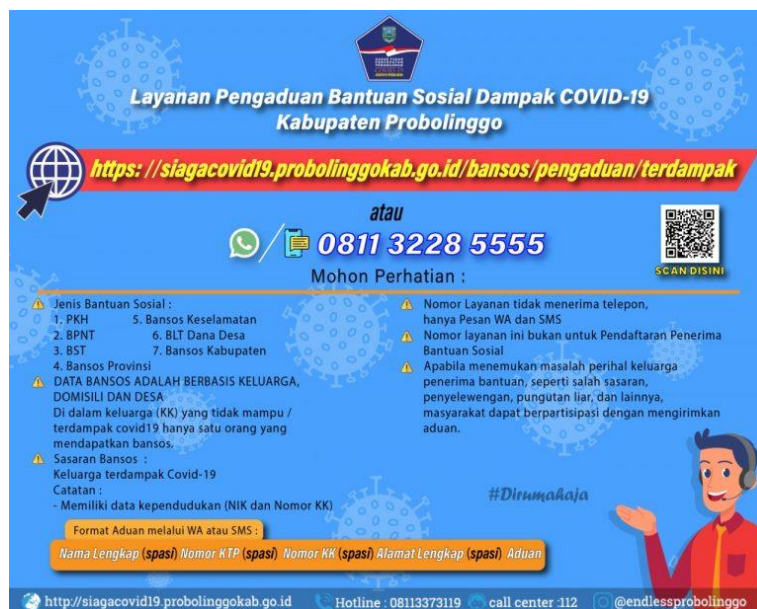 Layanan Pengaduan Bantuan Sosial Dampak COVID-19
Kabupaten Probolinggo
https: //siagacovid19.probolinggokab.go.id/bansos/pengaduan/terdampak
atau
/ 0811 3228 5555
SCAN DISINI
Mohon Perhatian :
Jenis Bantuan Sosial :
1. PKH 5. Bansos Keselamatan
2. BPNT 6. BLT Dana Desa
3. BST 7. Bansos Kabupaten
4. Bansos Provinsi
DATA BANSOS ADALAH BERBASIS KELUARGA,
DOMISILI DAN DESA
Di dalam keluarga (KK) yang tidak mampu /
terdampak covid19 hanya satu orang yang
mendapatkan bansos.
Sasaran Bansos :
Keluarga terdampak Covid-19
Catatan :
- Memiliki data kependudukan (NIK dan Nomor KK)
Nomor Layanan tidak menerima telepon,
hanya Pesan WA dan SMS
Nomor layanan ini bukan untuk Pendaftaran Penerima
Bantuan Sosial
Apabila menemukan masalah perihal keluarga
penerima bantuan, seperti salah sasaran,
penyelewengan, pungutan liar, dan lainnya,
masyarakat dapat berpartisipasi dengan mengirimkan
aduan.
#Dirumahaja
Format Aduan melalui WA atau SMS :
Nama Lengkap (spasi) Nomor KTP (spasi) Nomor KK (spasi) Alamat Lengkap (spasi) Aduan
http://siagacovid19.probolinggokab.go.id Hotline : 08113373119 call center :112 @endlessprobolinggo